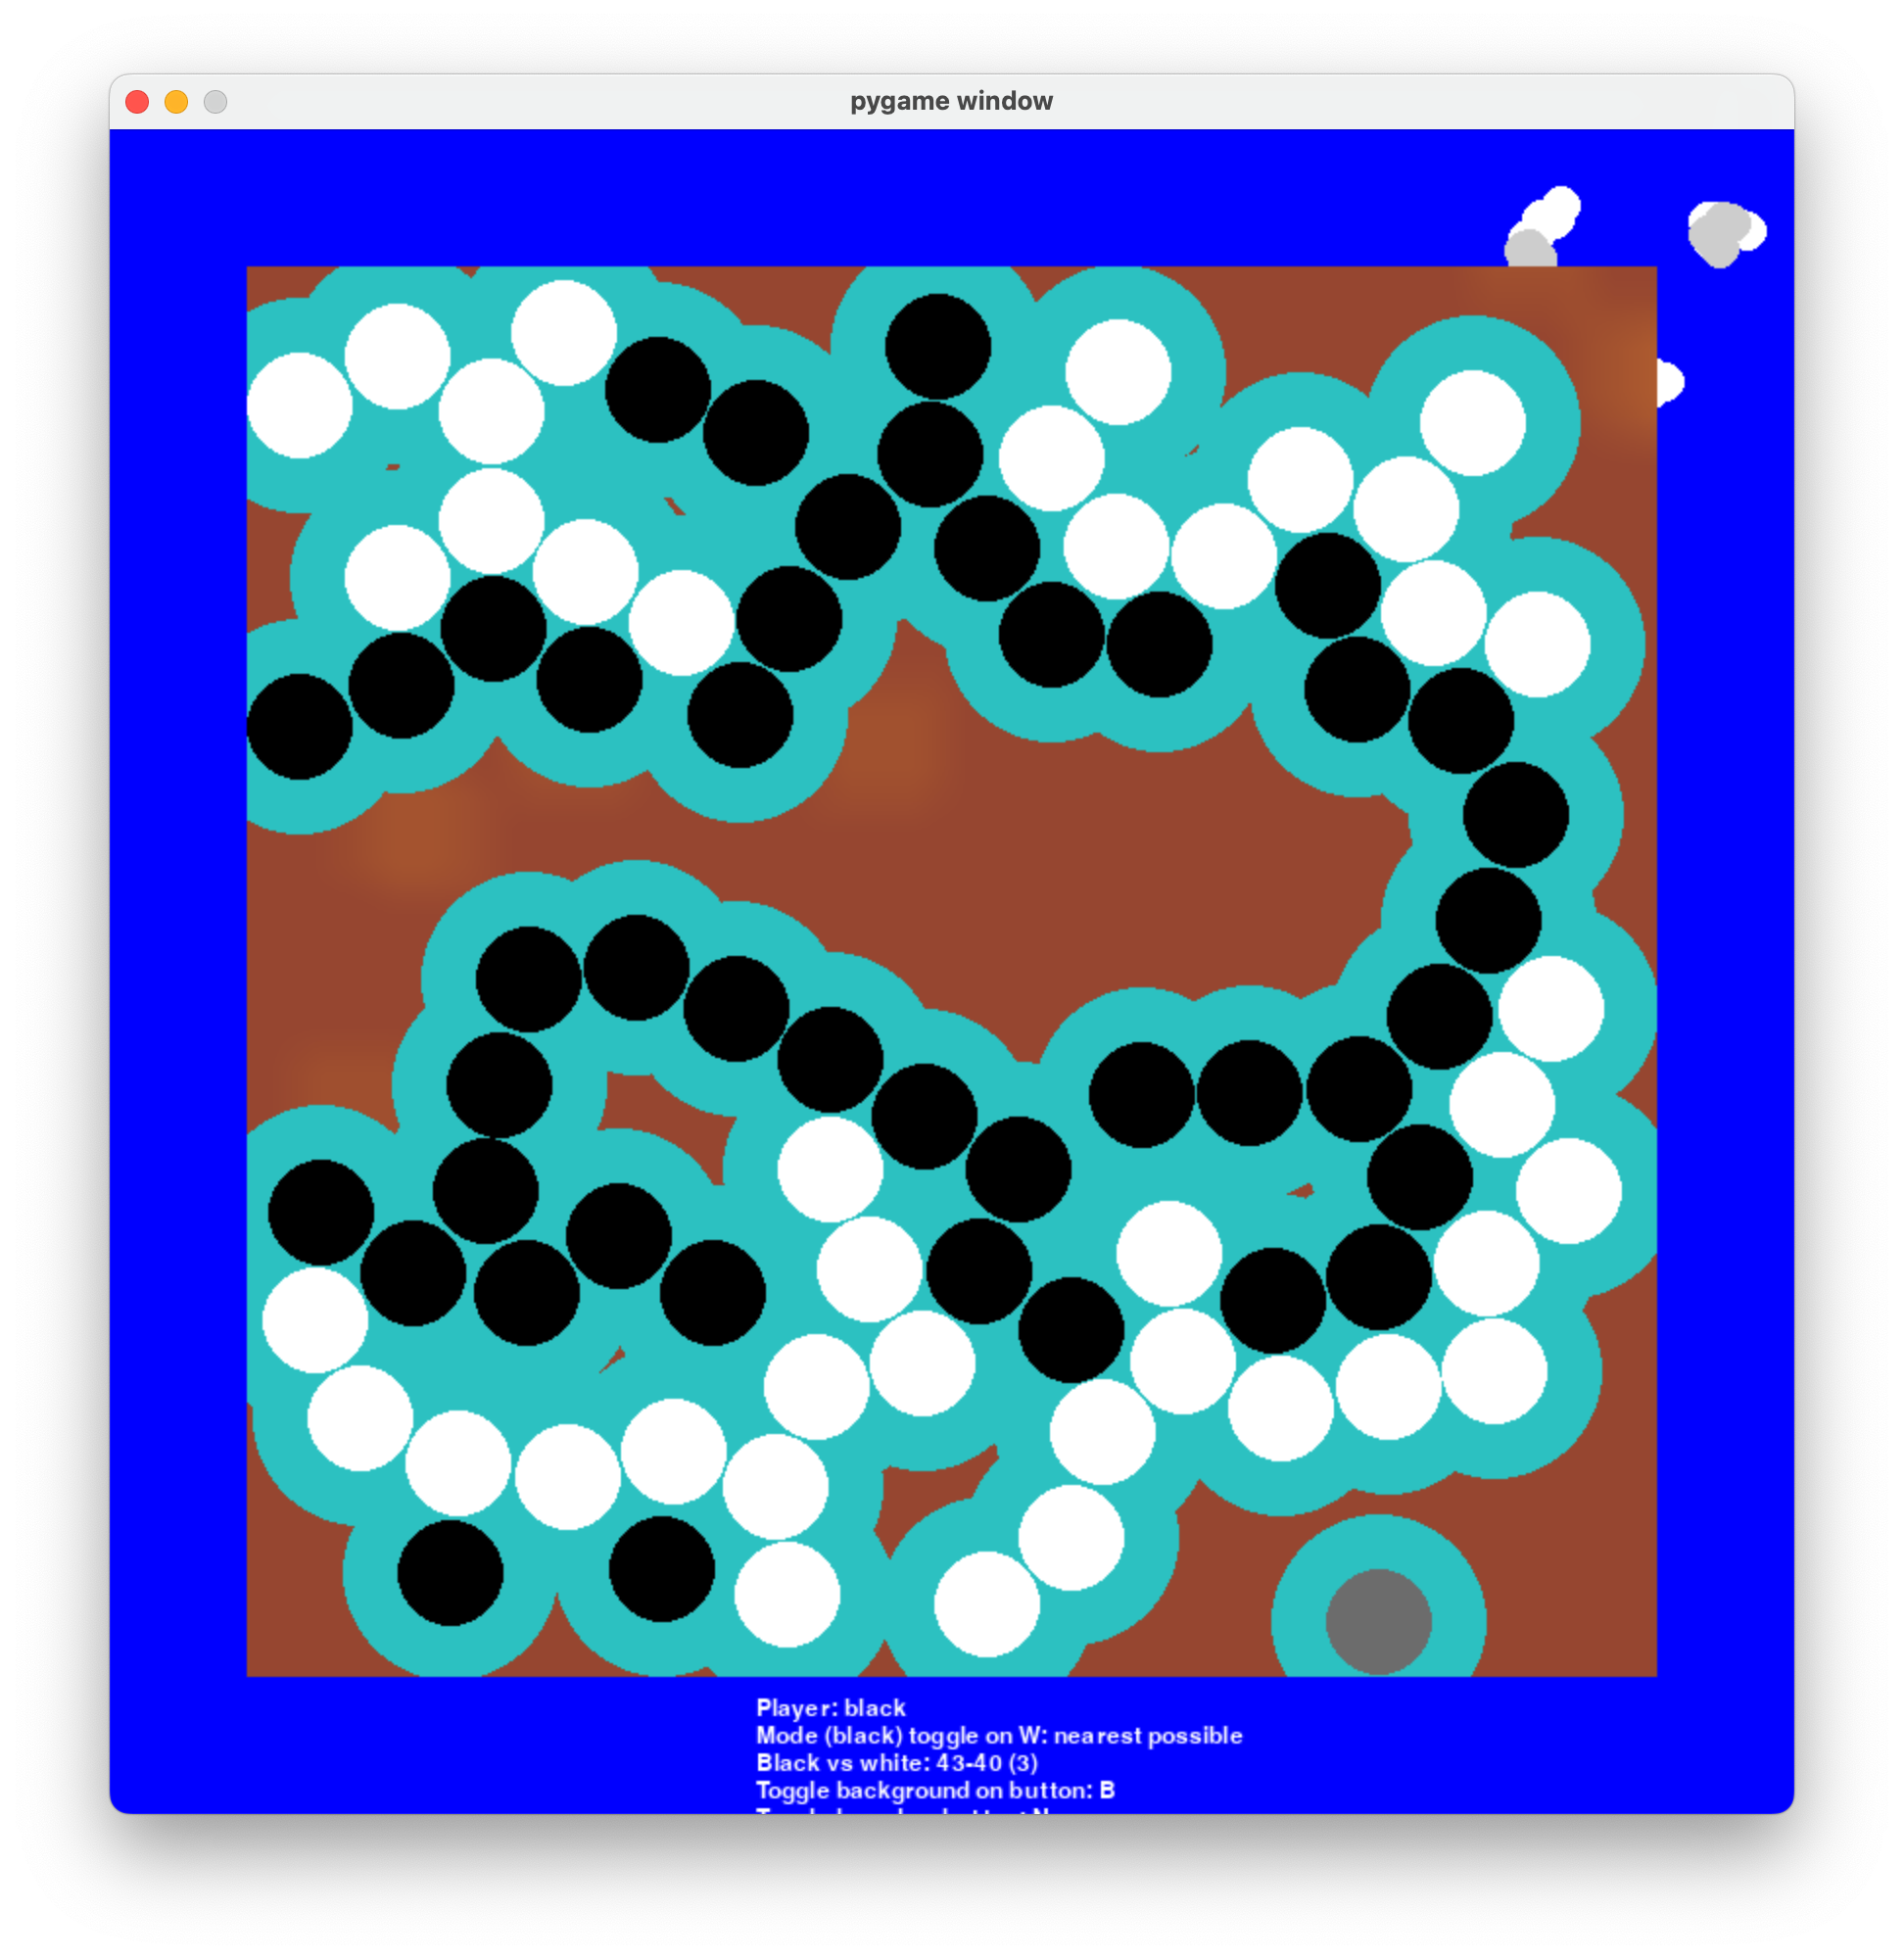 pygame window
Player: black
Mode (black) toggle on W: nearest possible
Black vs white: 43-40 (3)
Toggle background on button: B